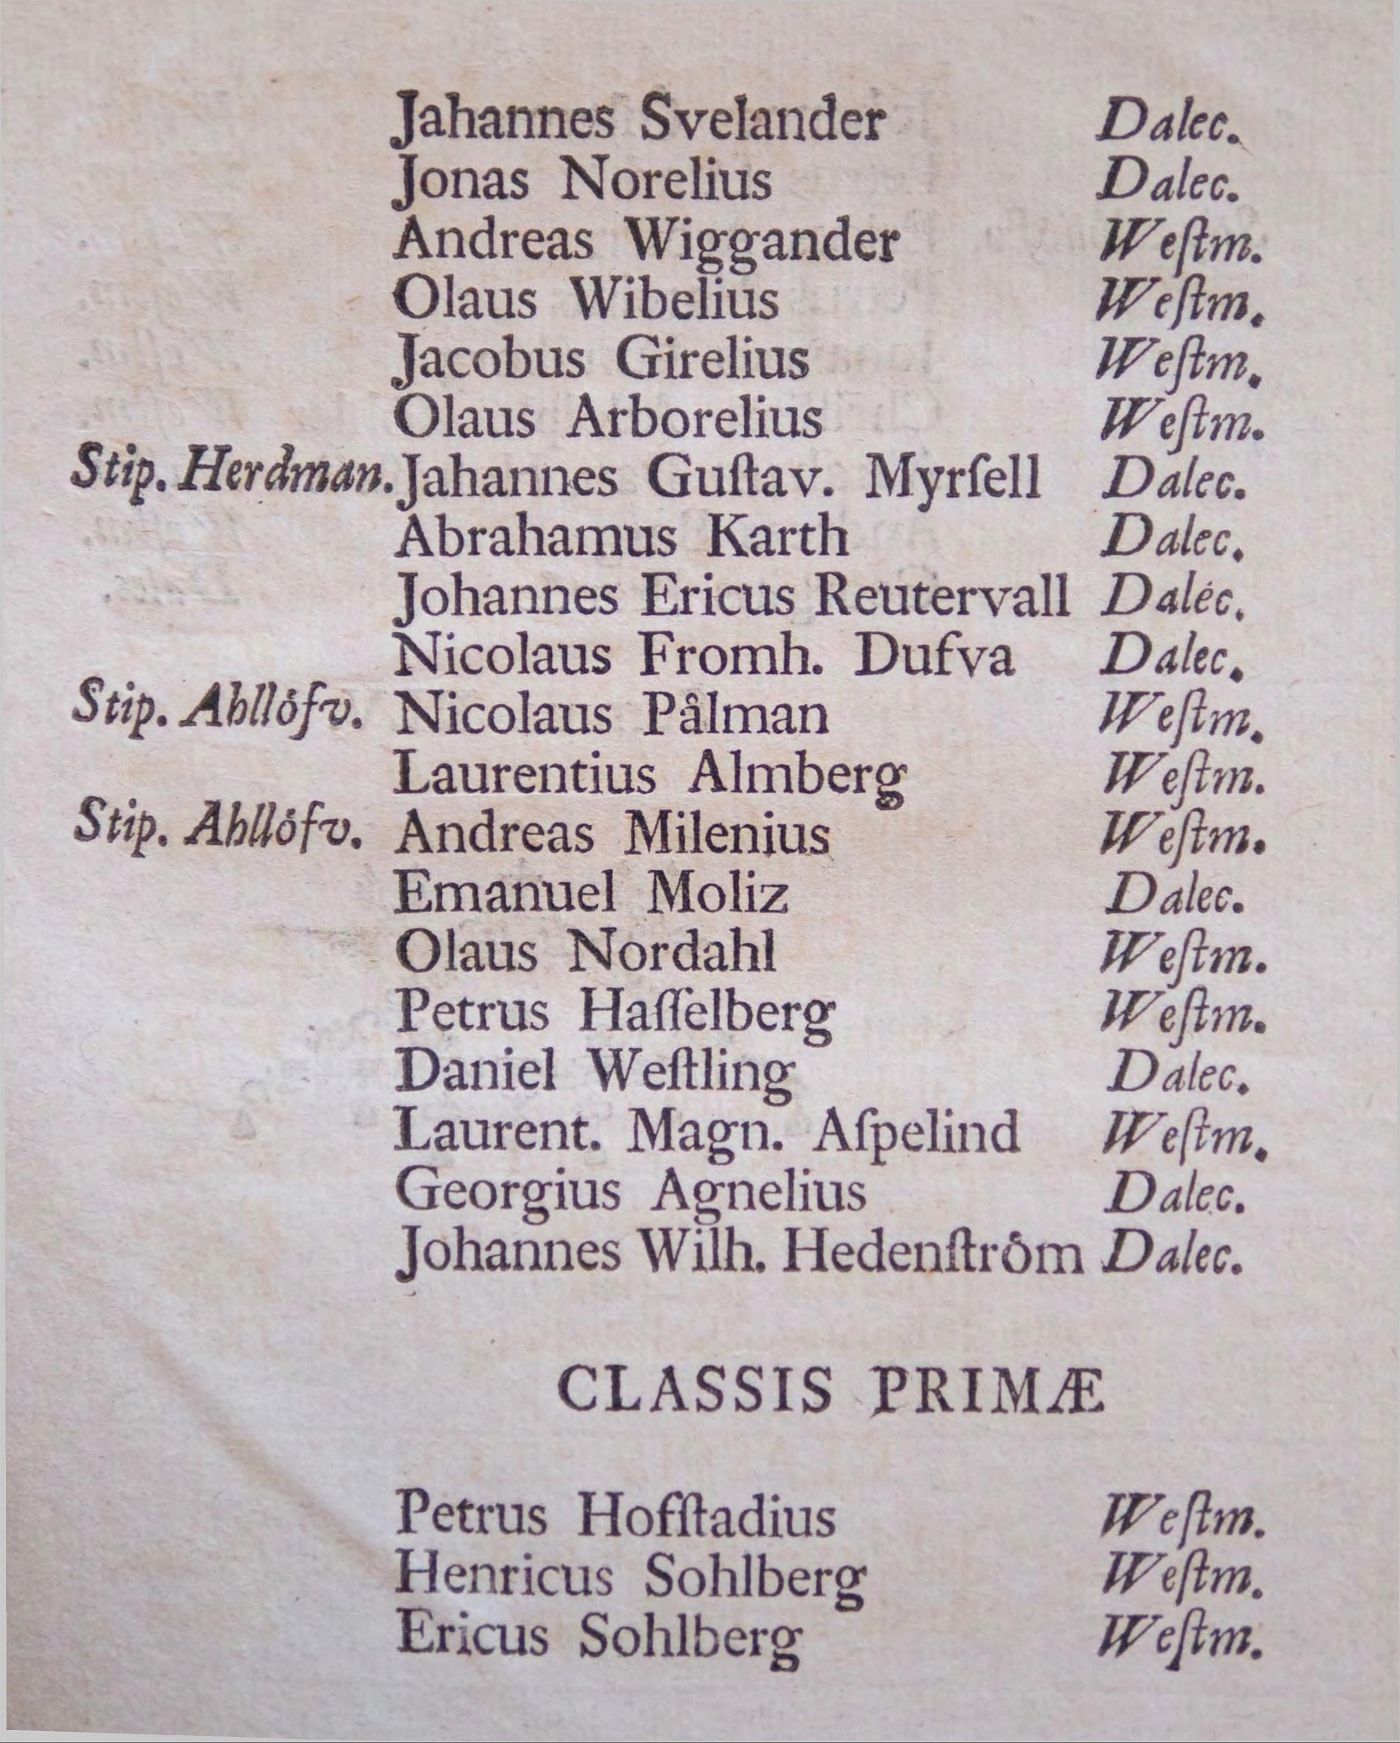 Jahannes Svelander Dalec.
Jonas Norelius Dalec.
Andreas Wiggander Weſtm.
Olaus Wibelius Weſtm.
Jacobus Girelius Weſtm.
Olaus Arborelius Weſtm.
Stip. Herdman. Jahannes Guſtav. Myrſell Dalec.
Abrahamus Karth Dalec.
Johannes Ericus Reutervall Dalec.
Nicolaus Fromh. Dufva Dalec.
Stip. Ahllöfv. Nicolaus Pålman Weſtm.
Laurentius Almberg Weſtm.
Stip. Ahllöfv. Andreas Milenius Weſtm.
Emanuel Moliz Dalec.
Olaus Nordahl Weſtm.
Petrus Haſſelberg Weſtm.
Daniel Weſtling Dalec.
Laurent. Magn. Aſpelind Weſtm.
Georgius Agnelius Dalec.
Johannes Wilh. Hedenſtröm Dalec.
CLASSIS PRIMÆ
Petrus Hofſtadius Weſtm.
Henricus Sohlberg Weſtm.
Ericus Sohlberg Weſtm.